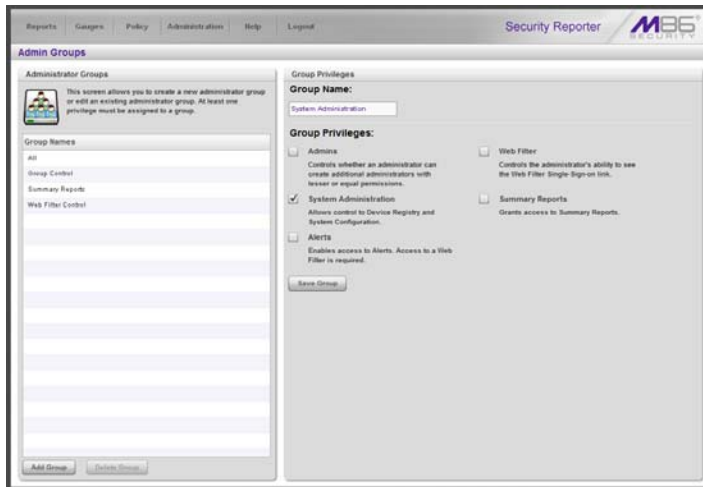 Reports Gauges Policy Administration Help Logout
Security Reporter
M86
SECURITY
Admin Groups
Administrator Groups
This screen allows you to create a new administrator group
or edit an existing administrator group. At least one
privilege must be assigned to a group.
Group Names
All
Group Control
Summary Reports
Web Filter Control
Add Group Delete Group
Group Privileges
Group Name:
System Administration
Group Privileges:
Admins
Controls whether an administrator can
create additional administrators with
lesser or equal permissions.
Web Filter
Controls the administrator's ability to see
the Web Filter Single-Sign-on link.
System Administration
Allows control to Device Registry and
System Configuration.
Summary Reports
Grants access to Summary Reports.
Alerts
Enables access to Alerts. Access to a Web
Filter is required.
Save Group